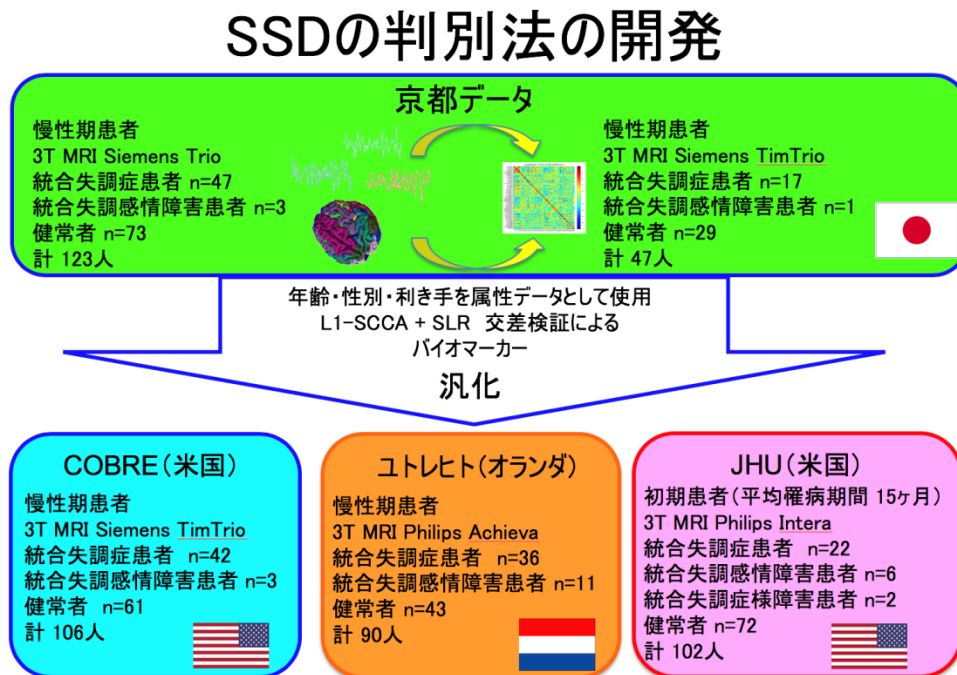 SSDの判別法の開発
京都データ
慢性期患者
3T MRI Siemens Trio
統合失調症患者 n=47
統合失調感情障害患者 n=3
健常者 n=73
計 123人
慢性期患者
3T MRI Siemens TimTrio
統合失調症患者 n=17
統合失調感情障害患者 n=1
健常者 n=29
計 47人
年齢・性別・利き手を属性データとして使用
L1-SCCA + SLR 交差検証による
バイオマーカー
汎化
COBRE(米国)
慢性期患者
3T MRI Siemens TimTrio
統合失調症患者 n=42
統合失調感情障害患者 n=3
健常者 n=61
計 106人
ユトレヒト(オランダ)
慢性期患者
3T MRI Philips Achieva
統合失調症患者 n=36
統合失調感情障害患者 n=11
健常者 n=43
計 90人
JHU(米国)
初期患者(平均罹病期間 15ヶ月)
3T MRI Philips Intera
統合失調症患者 n=22
統合失調感情障害患者 n=6
統合失調症様障害患者 n=2
健常者 n=72
計 102人